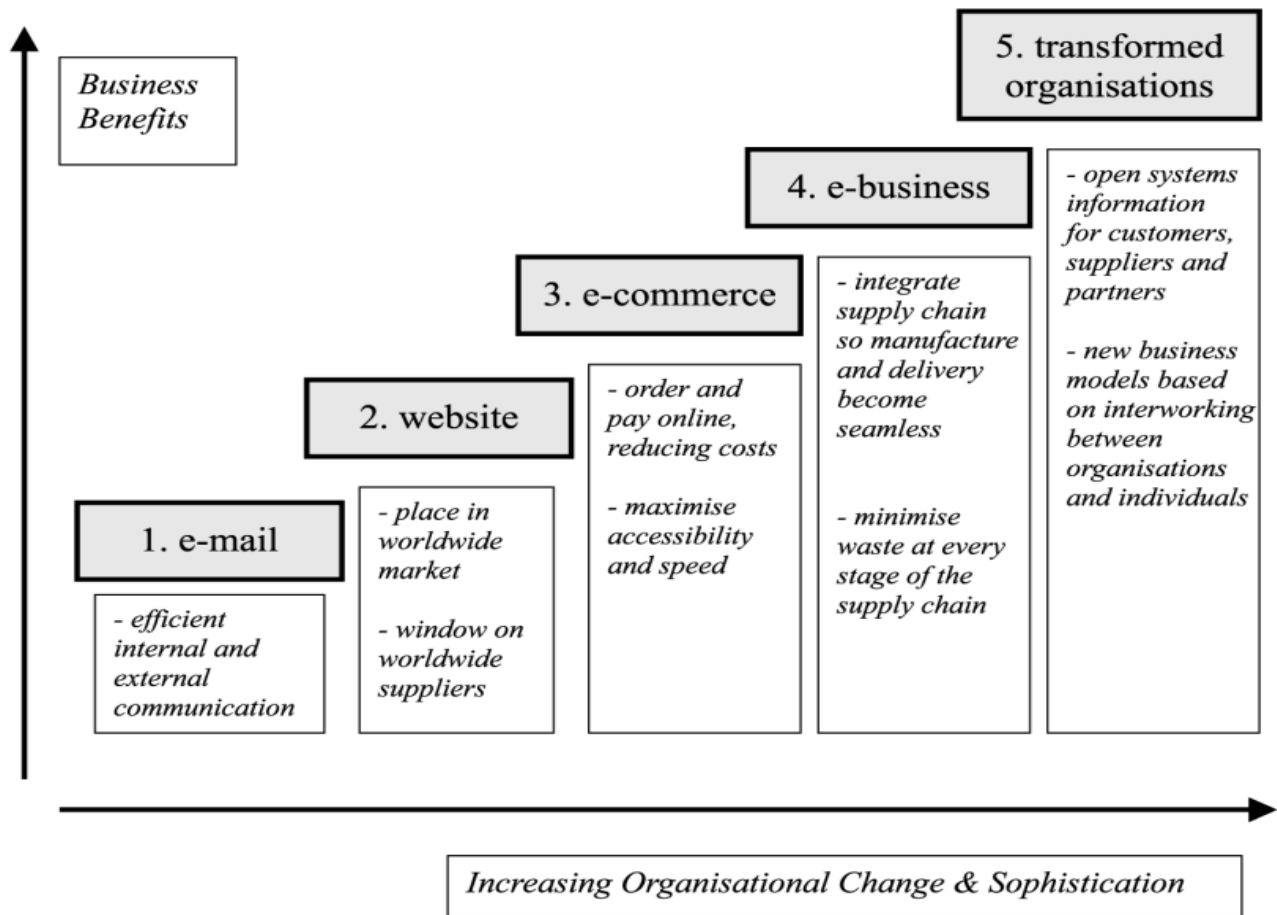 Business
Benefits
5. transformed
organisations
- open systems
information
for customers,
suppliers and
partners
- new business
models based
on interworking
between
organisations
and individuals
4. e-business
- integrate
supply chain
so manufacture
and delivery
become
seamless
- minimise
waste at every
stage of the
supply chain
3. e-commerce
- order and
pay online,
reducing costs
- maximise
accessibility
and speed
2. website
- place in
worldwide
market
- window on
worldwide
suppliers
1. e-mail
- efficient
internal and
external
communication
Increasing Organisational Change & Sophistication